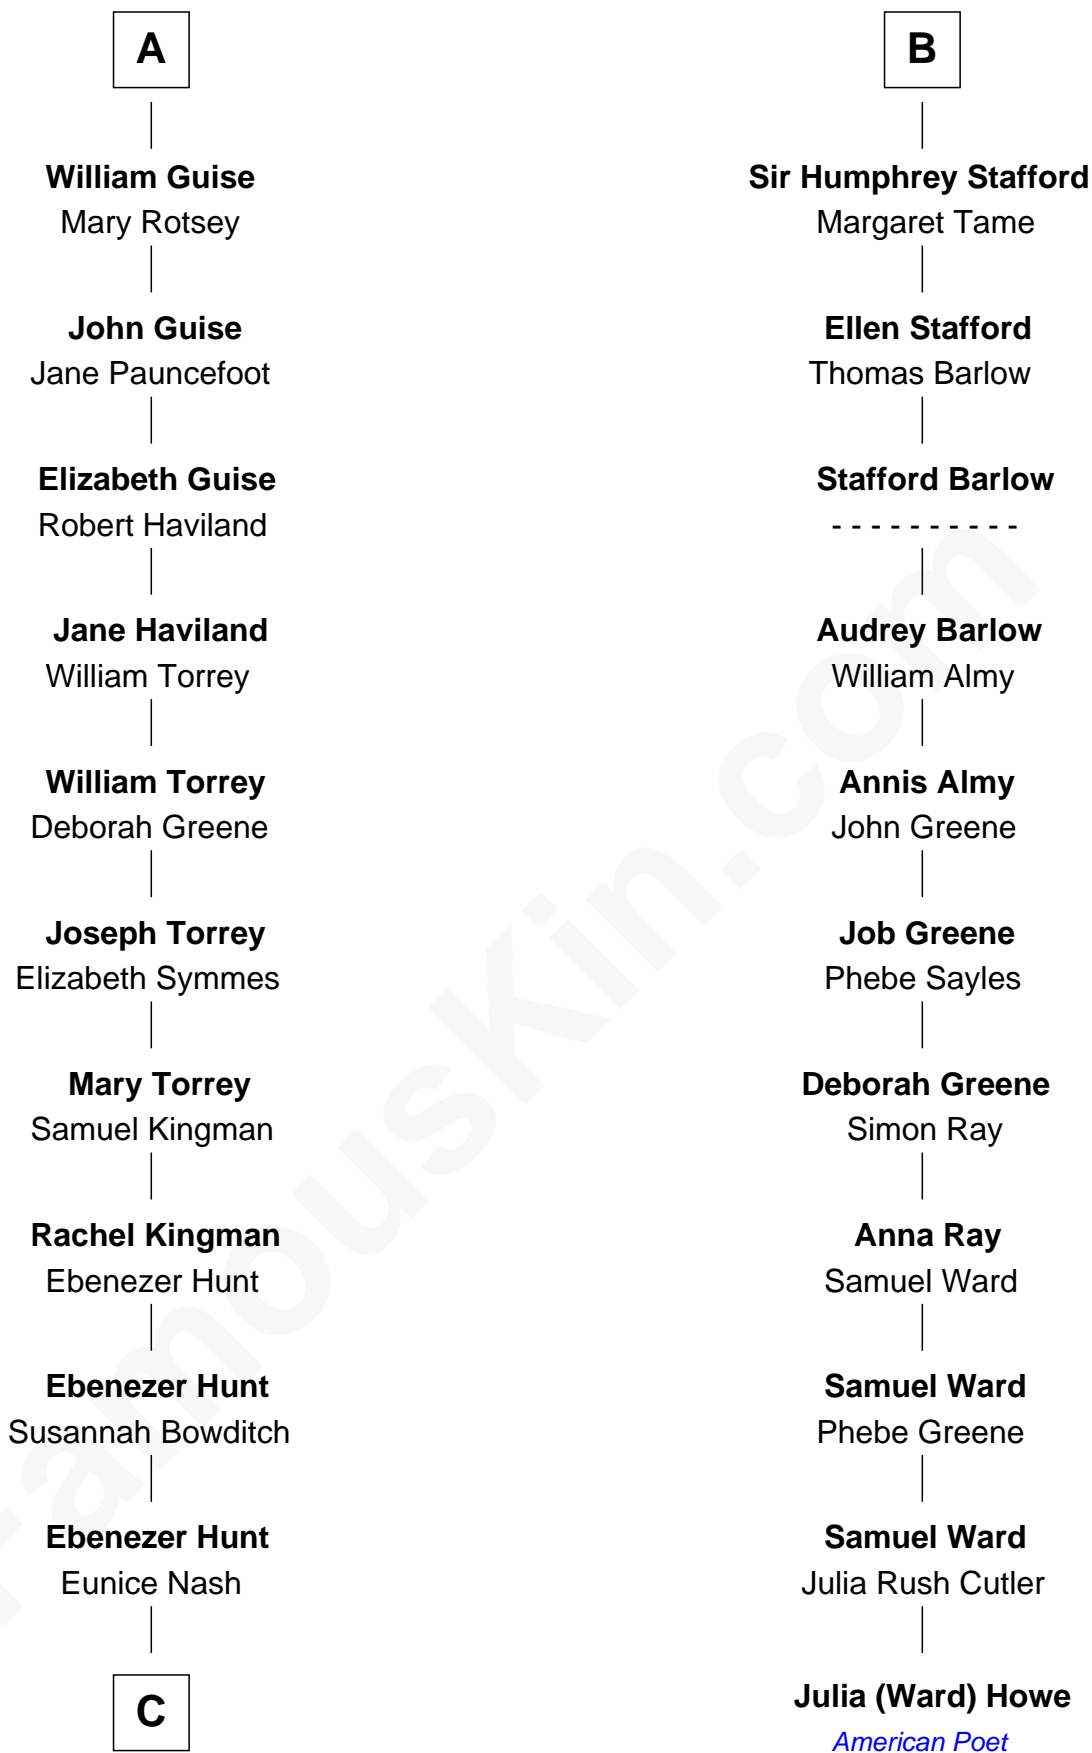 A
William Guise
Mary Rotsey
John Guise
Jane Pauncefoot
Elizabeth Guise
Robert Haviland
Jane Haviland
William Torrey
William Torrey
Deborah Greene
Joseph Torrey
Elizabeth Symmes
Mary Torrey
Samuel Kingman
Rachel Kingman
Ebenezer Hunt
Ebenezer Hunt
Susannah Bowditch
Ebenezer Hunt
Eunice Nash
C
B
Sir Humphrey Stafford
Margaret Tame
Ellen Stafford
Thomas Barlow
Stafford Barlow
- - - - - - - - - -
Audrey Barlow
William Almy
Annis Almy
John Greene
Job Greene
Phebe Sayles
Deborah Greene
Simon Ray
Anna Ray
Samuel Ward
Samuel Ward
Phebe Greene
Samuel Ward
Julia Rush Cutler
Julia (Ward) Howe
American Poet
FamousKin.com